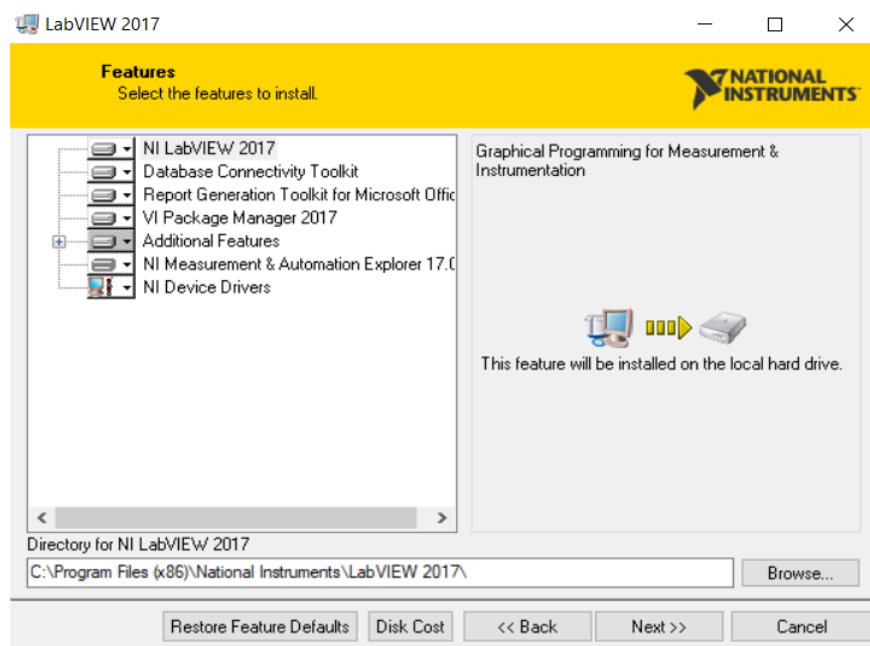 LabVIEW 2017
Features
Select the features to install.
NATIONAL
INSTRUMENTS
NI LabVIEW 2017
Database Connectivity Toolkit
Report Generation Toolkit for Microsoft Offic
VI Package Manager 2017
Additional Features
NI Measurement & Automation Explorer 17.0
NI Device Drivers
Graphical Programming for Measurement &
Instrumentation
This feature will be installed on the local hard drive.
Directory for NI LabVIEW 2017
C:\Program Files (x86)\National Instruments\LabVIEW 2017\
Browse...
Restore Feature Defaults
Disk Cost
<< Back
Next >>
Cancel